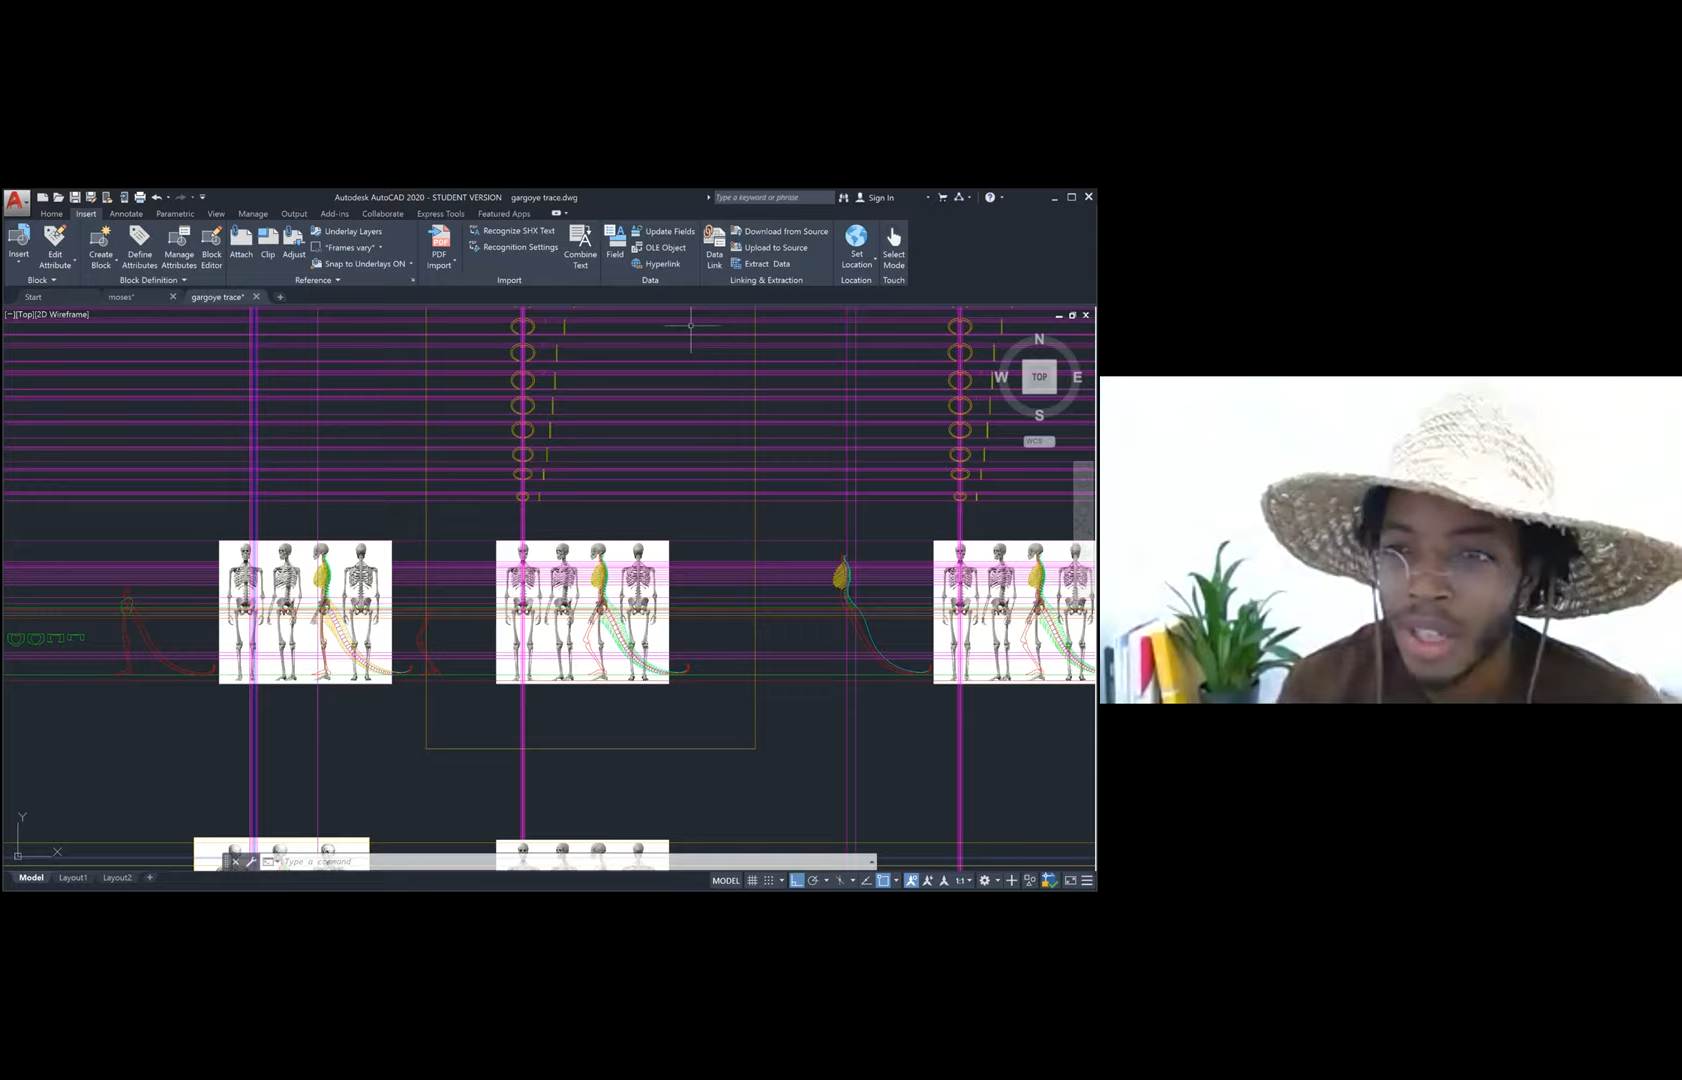 Autodesk AutoCAD 2020 - STUDENT VERSION gargoye trace.dwg
Type a keyword or phrase
Sign In
Home Insert Annotate Parametric View Manage Output Add-ins Collaborate Express Tools Featured Apps
Insert
Edit Attribute
Create Block
Define Attributes
Manage Attributes
Block Editor
Attach
Clip
Adjust
Underlay Layers
"Frames vary"
Snap to Underlays ON
PDF Import
Recognize SHX Text
Recognition Settings
Combine Text
Field
Update Fields
OLE Object
Hyperlink
Data Link
Download from Source
Upload to Source
Extract Data
Set Location
Select Mode
Block Block Definition Reference Import Data Linking & Extraction Location Touch
Start moses* gargoye trace*
[−][Top][2D Wireframe]
N
W TOP E
S
WCS
Y
X
Type a command
Model Layout1 Layout2
MODEL 1:1